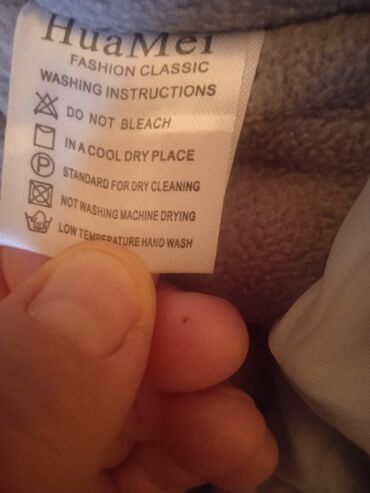 HuaMei
FASHION CLASSIC
WASHING INSTRUCTIONS
DO NOT BLEACH
IN A COOL DRY PLACE
P STANDARD FOR DRY CLEANING
NOT WASHING MACHINE DRYING
LOW TEMPERATURE HAND WASH